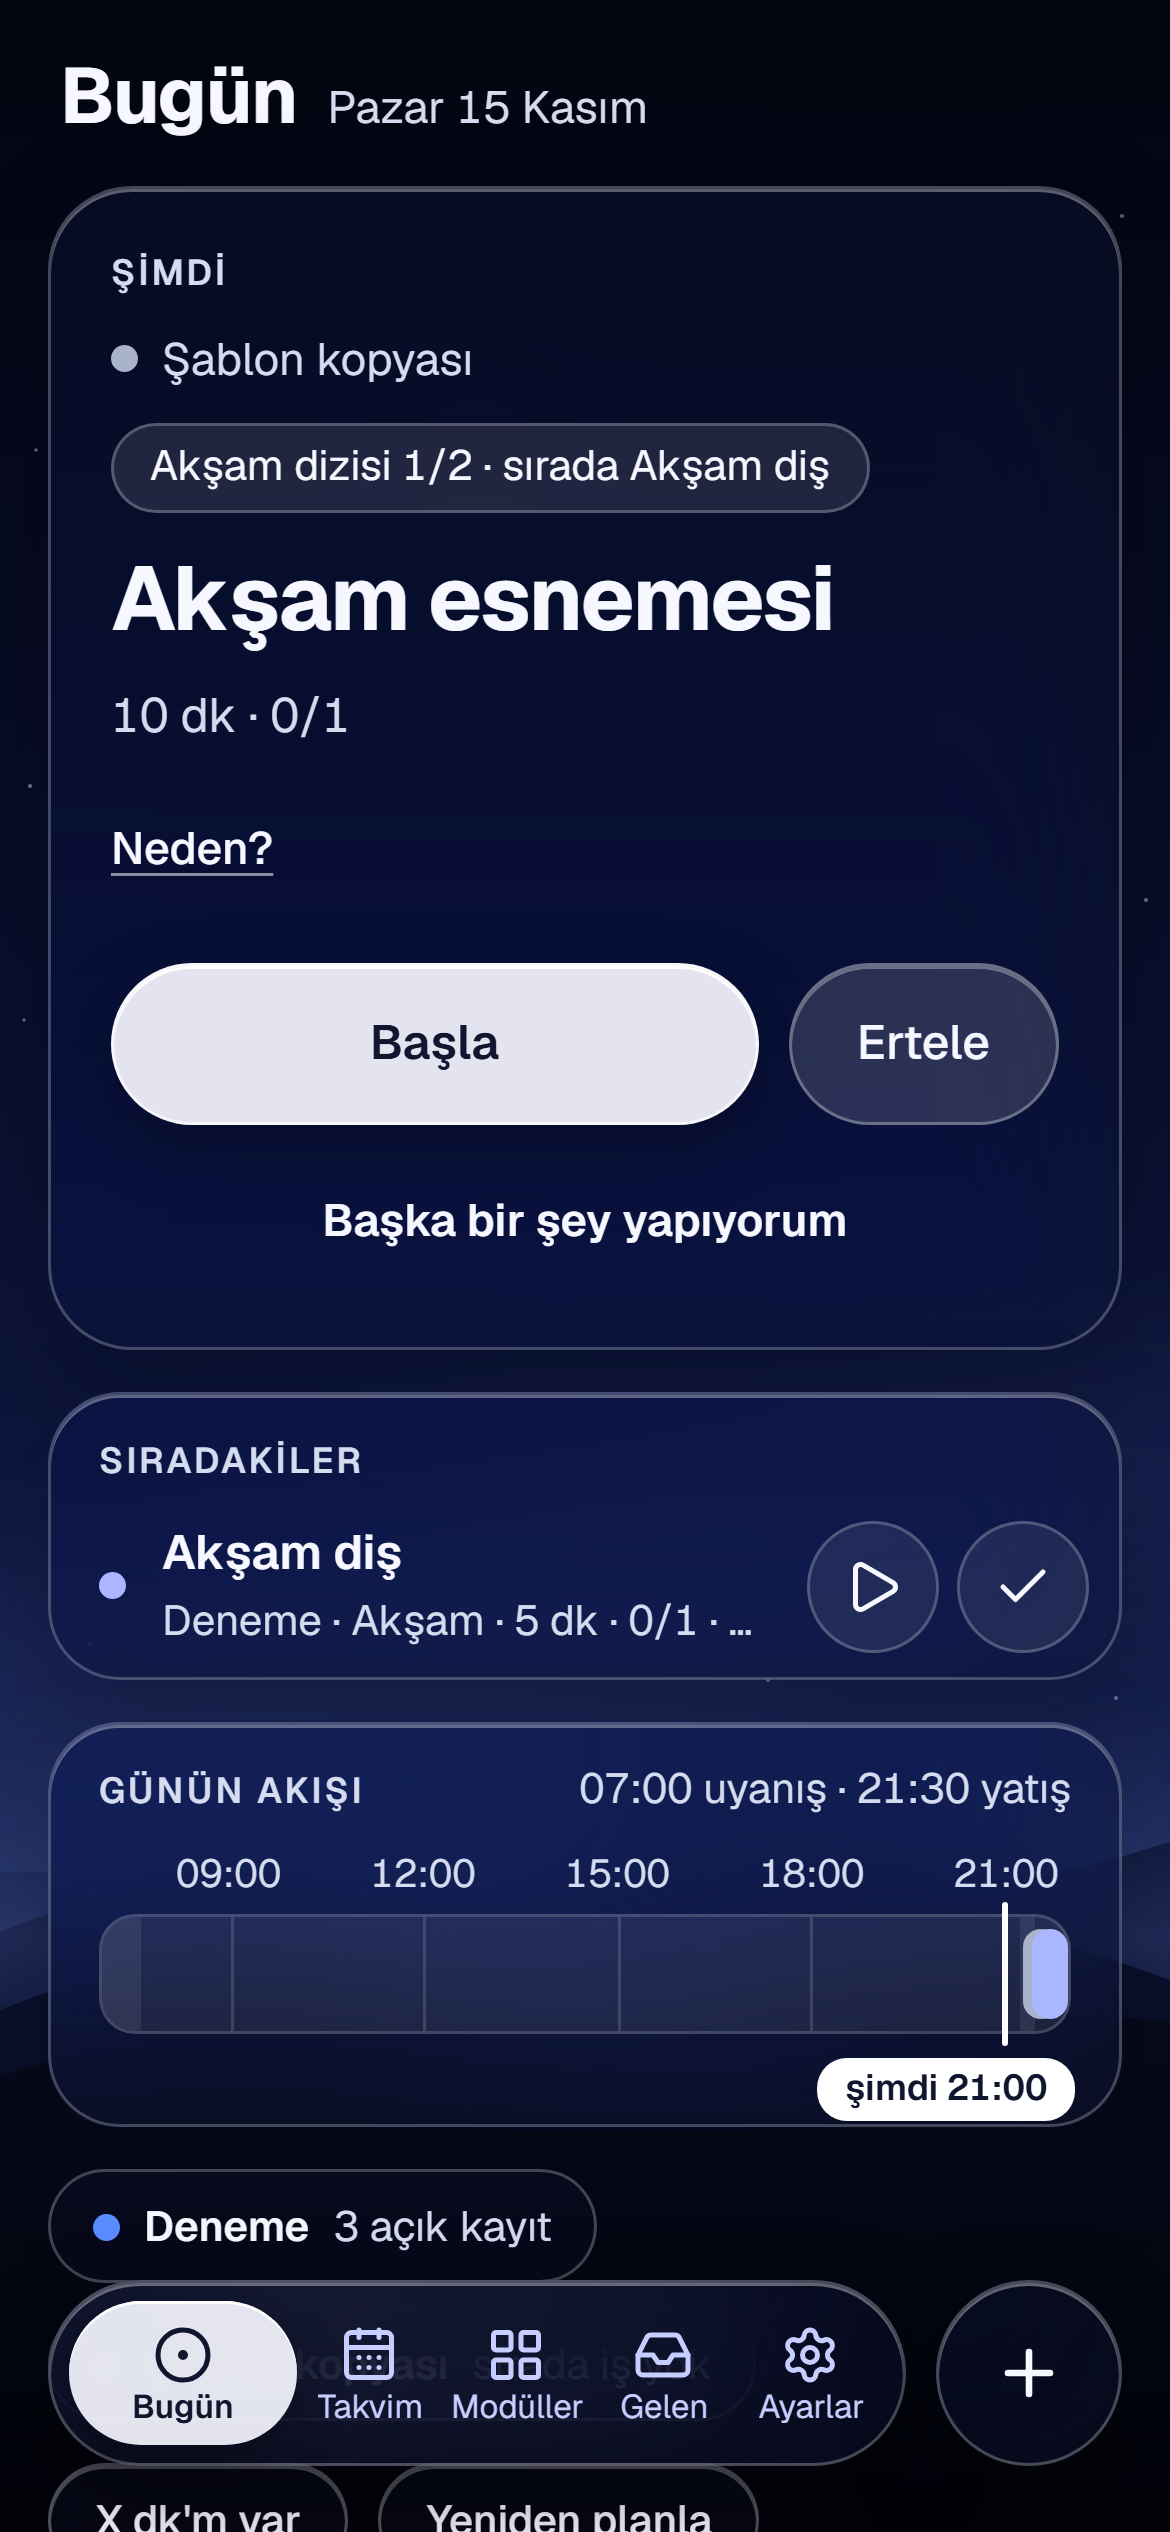 Bugün Pazar 15 Kasım
ŞİMDİ
Şablon kopyası
Akşam dizisi 1/2 · sırada Akşam diş
Akşam esnemesi
10 dk · 0/1
Neden?
Başla Ertele
Başka bir şey yapıyorum
SIRADAKİLER
Akşam diş
Deneme · Akşam · 5 dk · 0/1 · ...
GÜNÜN AKIŞI 07:00 uyanış · 21:30 yatış
09:00 12:00 15:00 18:00 21:00
şimdi 21:00
Deneme 3 açık kayıt
Bugün Takvim Modüller Gelen Ayarlar
X dk'm var Yeniden planla